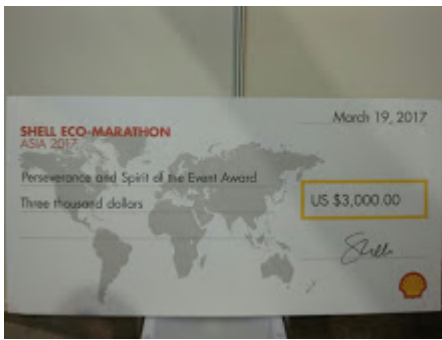 March 19, 2017
SHELL ECO-MARATHON
ASIA 2017
Perseverance and Spirit of the Event Award
Three thousand dollars
US $3,000.00
Shell